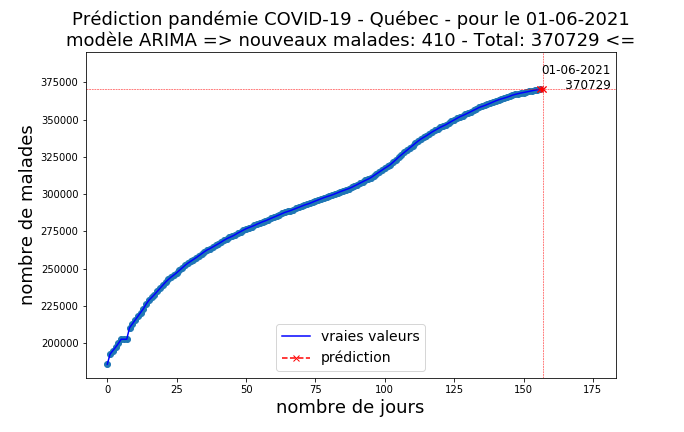 Prédiction pandémie COVID-19 - Québec - pour le 01-06-2021
modèle ARIMA => nouveaux malades: 410 - Total: 370729 <=
01-06-2021
370729
nombre de malades
375000
350000
325000
300000
275000
250000
225000
200000
vraies valeurs
prédiction
0 25 50 75 100 125 150 175
nombre de jours